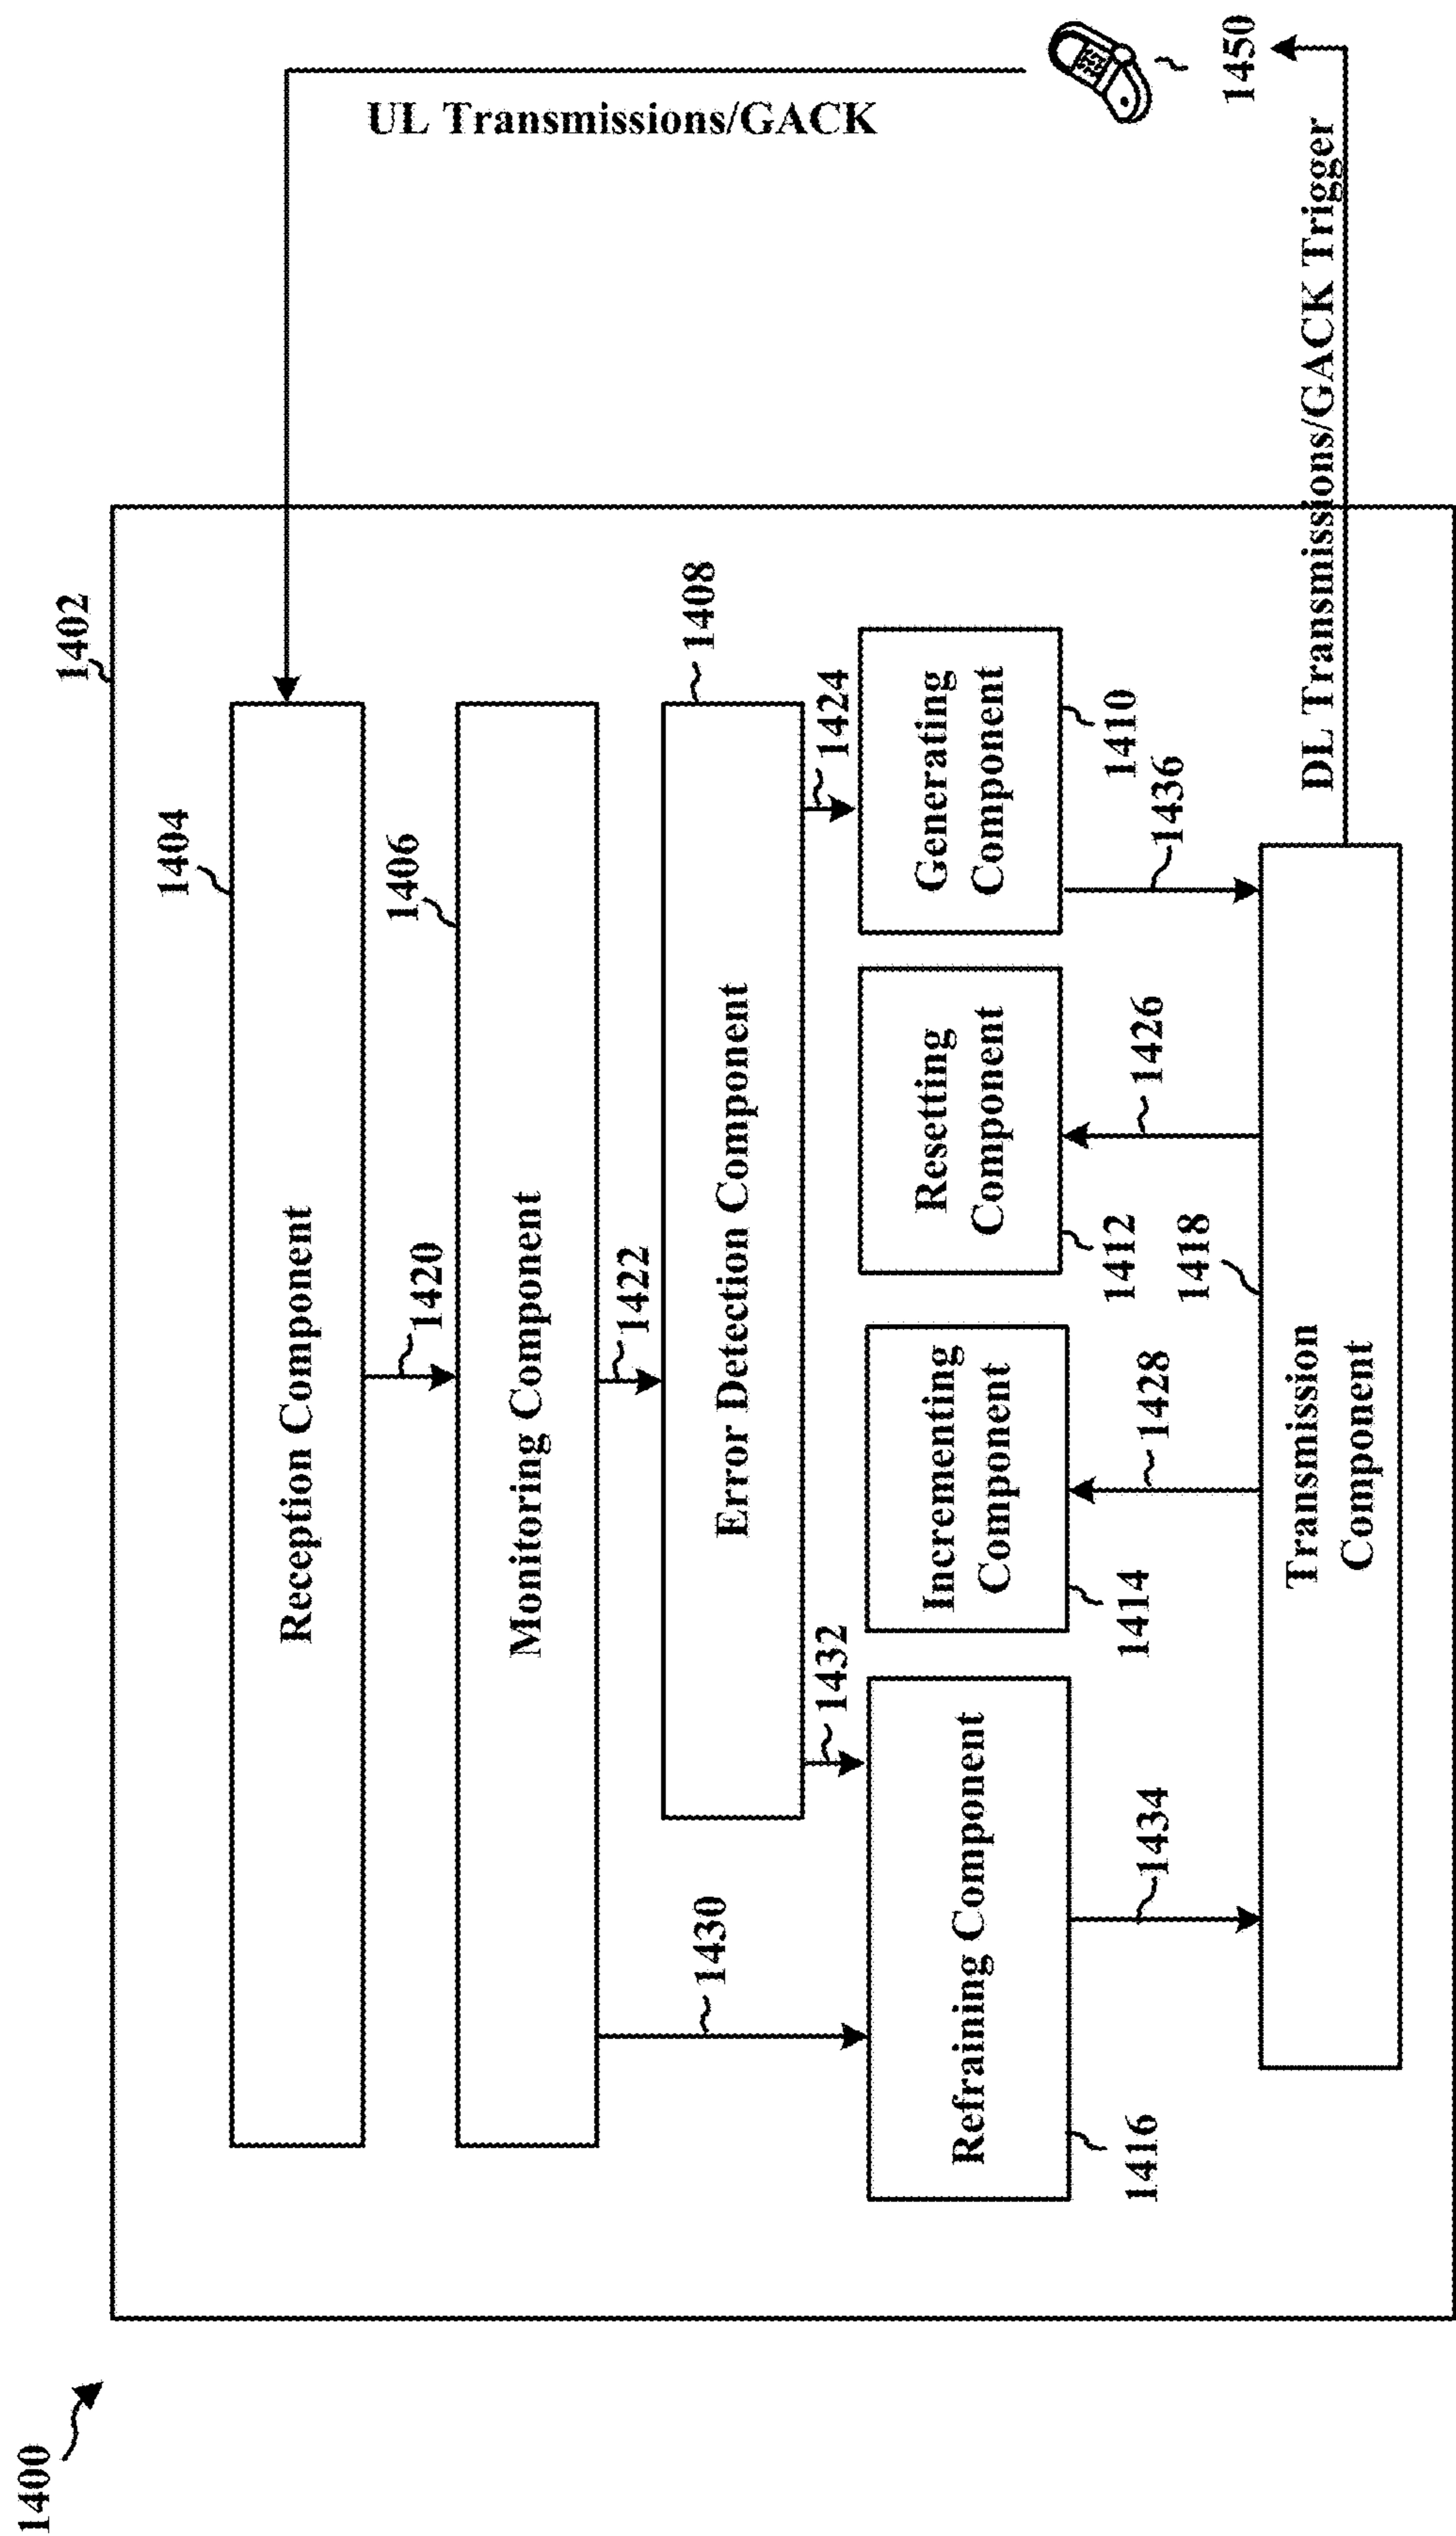 1400
1402
UL Transmissions/GACK
1404
Reception Component
1420
1406
Monitoring Component
1422
1430
1408
Error Detection Component
1432
1424
Refraining Component
1416
Incrementing
Component
1414
Resetting
Component
1412
Generating
Component
1410
1434
1428
1426
1436
1418
Transmission
Component
DL Transmissions/GACK Trigger
1450